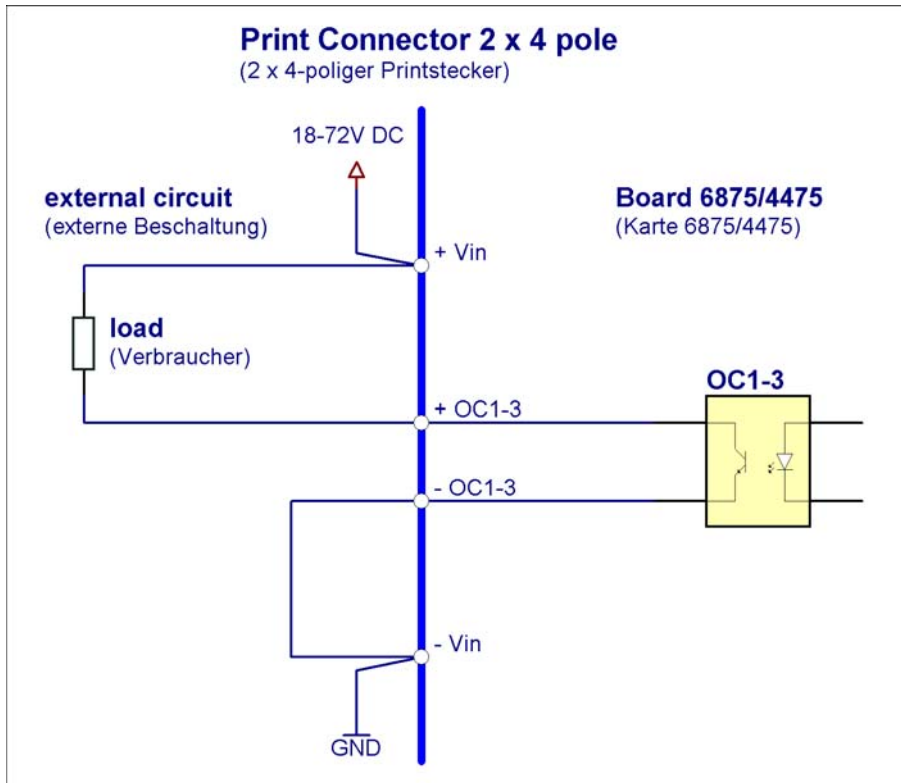 Print Connector 2 x 4 pole
(2 x 4-poliger Printstecker)
18-72V DC
external circuit
(externe Beschaltung)
Board 6875/4475
(Karte 6875/4475)
+ Vin
load
(Verbraucher)
OC1-3
+ OC1-3
- OC1-3
- Vin
GND